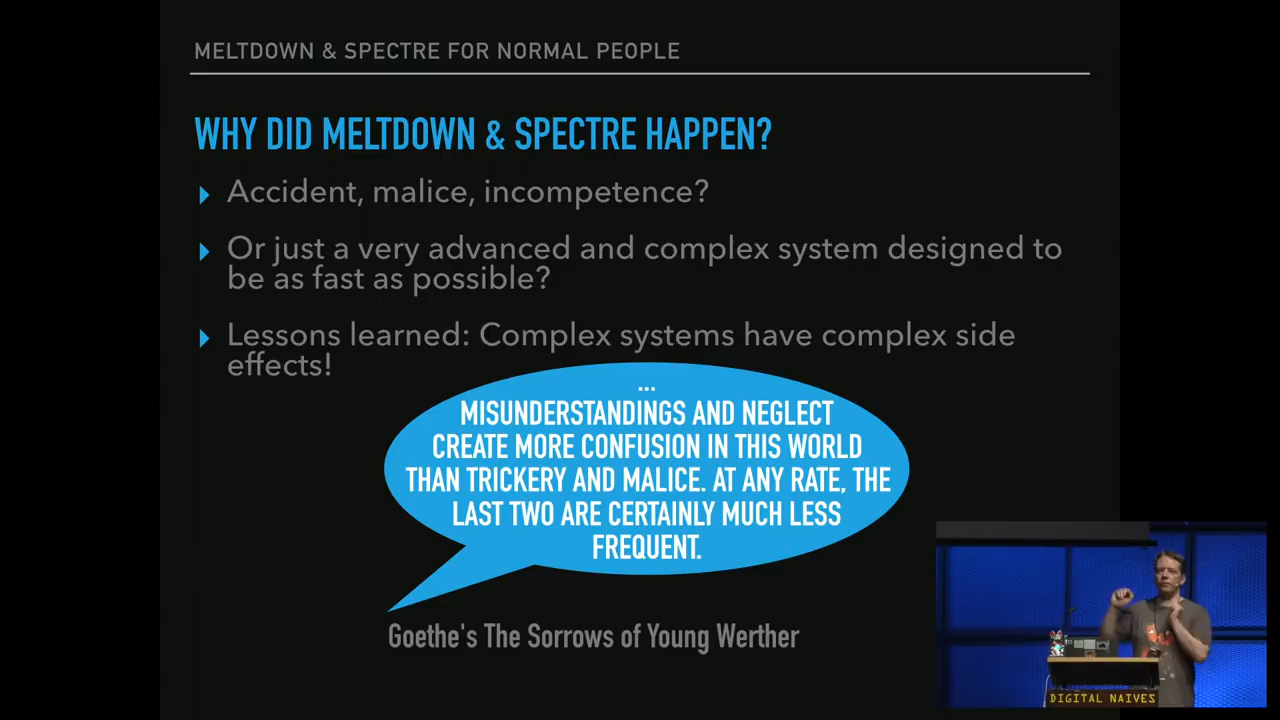 MELTDOWN & SPECTRE FOR NORMAL PEOPLE
WHY DID MELTDOWN & SPECTRE HAPPEN?
Accident, malice, incompetence?
Or just a very advanced and complex system designed to
be as fast as possible?
Lessons learned: Complex systems have complex side
effects!
...
MISUNDERSTANDINGS AND NEGLECT
CREATE MORE CONFUSION IN THIS WORLD
THAN TRICKERY AND MALICE. AT ANY RATE, THE
LAST TWO ARE CERTAINLY MUCH LESS
FREQUENT.
Goethe's The Sorrows of Young Werther
DIGITAL NAIVES